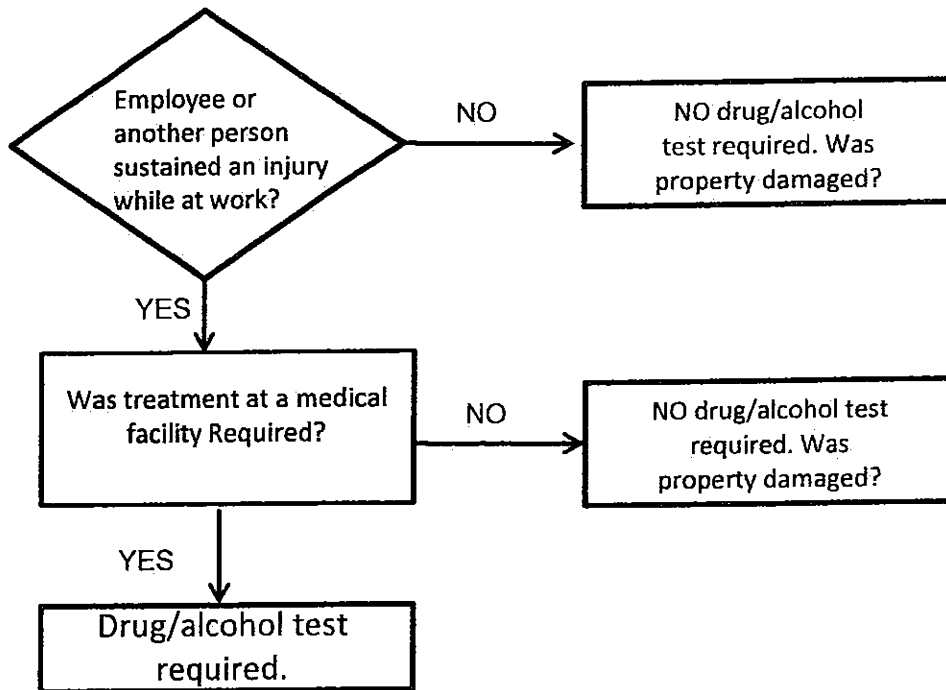 Employee or
another person
sustained an injury
while at work?
NO
NO drug/alcohol
test required. Was
property damaged?
YES
Was treatment at a medical
facility Required?
NO
NO drug/alcohol test
required. Was
property damaged?
YES
Drug/alcohol test
required.